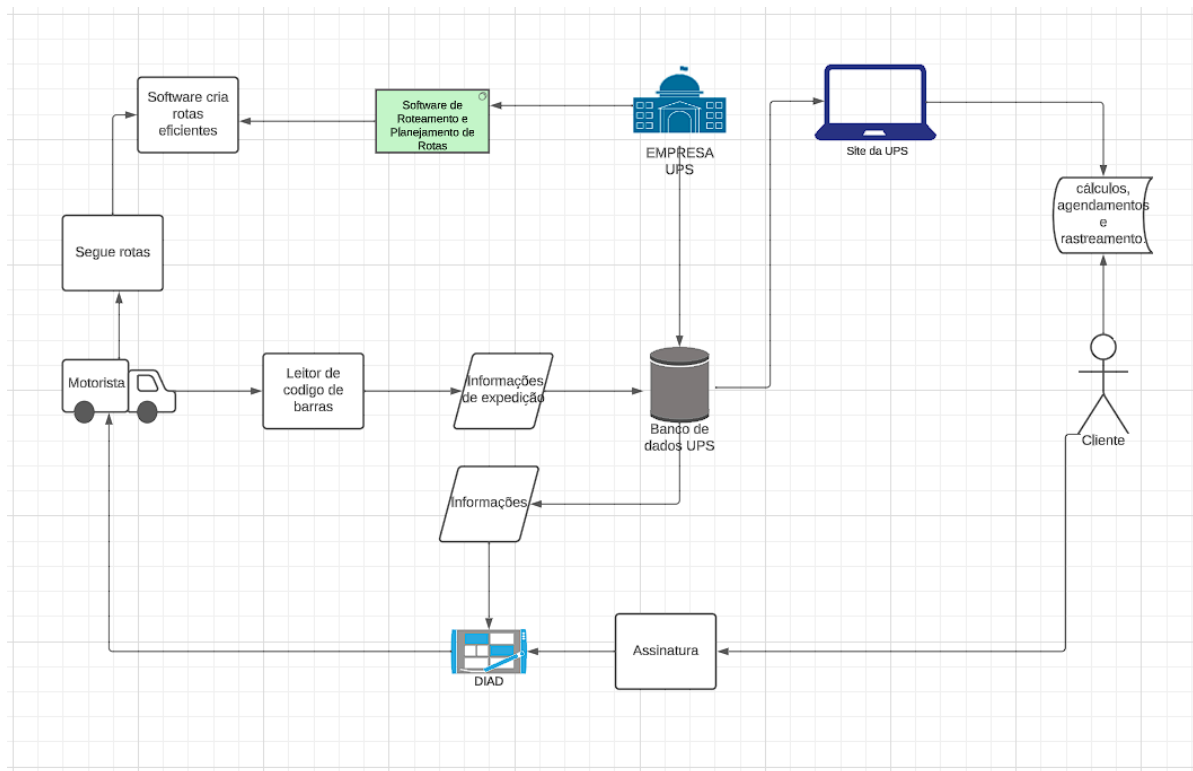 Software cria
rotas
eficientes
Software de
Roteamento e
Planejamento de
Rotas
EMPRESA
UPS
Site da UPS
cálculos,
agendamentos
e
rastreamento.
Segue rotas
Motorista
Leitor de
codigo de
barras
Informações
de expedição
Banco de
dados UPS
Cliente
Informações
DIAD
Assinatura